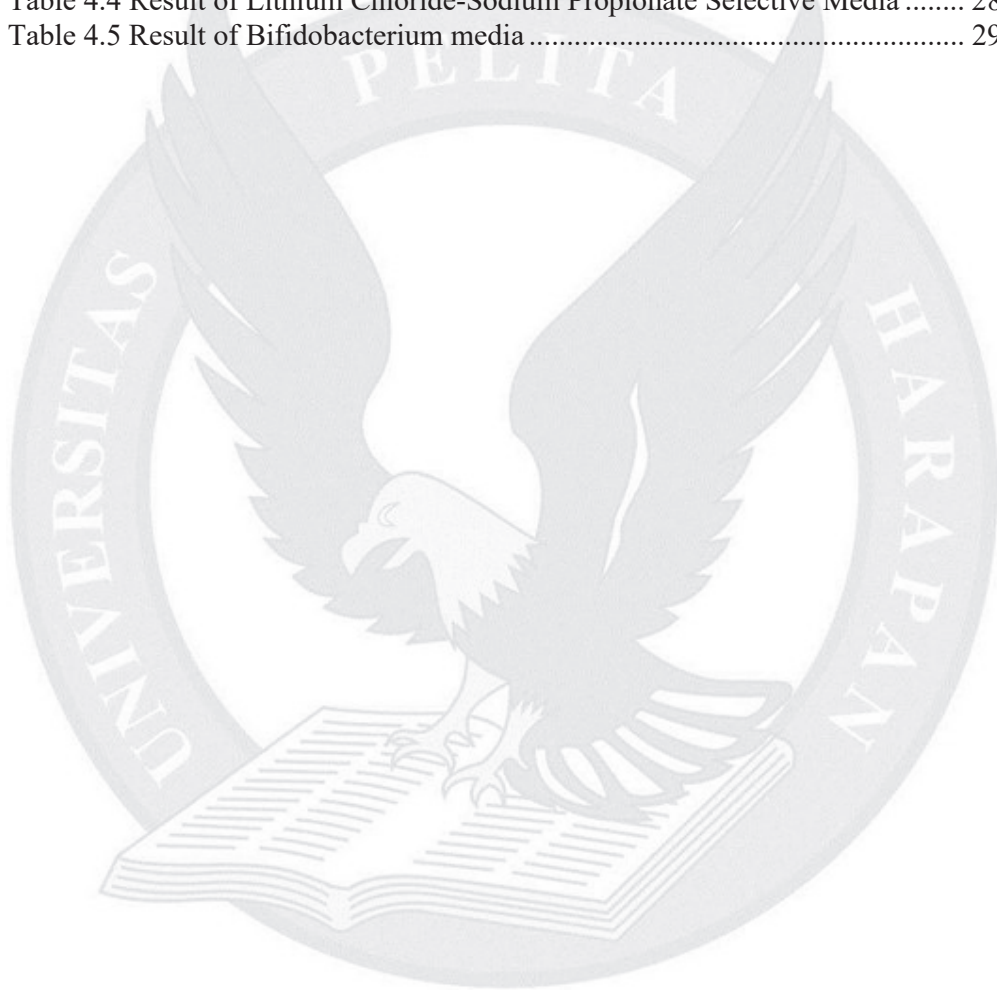 Table 4.4 Result of Lithium Chloride-Sodium Propionate Selective Media ....... 28
Table 4.5 Result of Bifidobacterium media ..................................................... 29
PELITA
UNIVERSITAS
HARAPAN